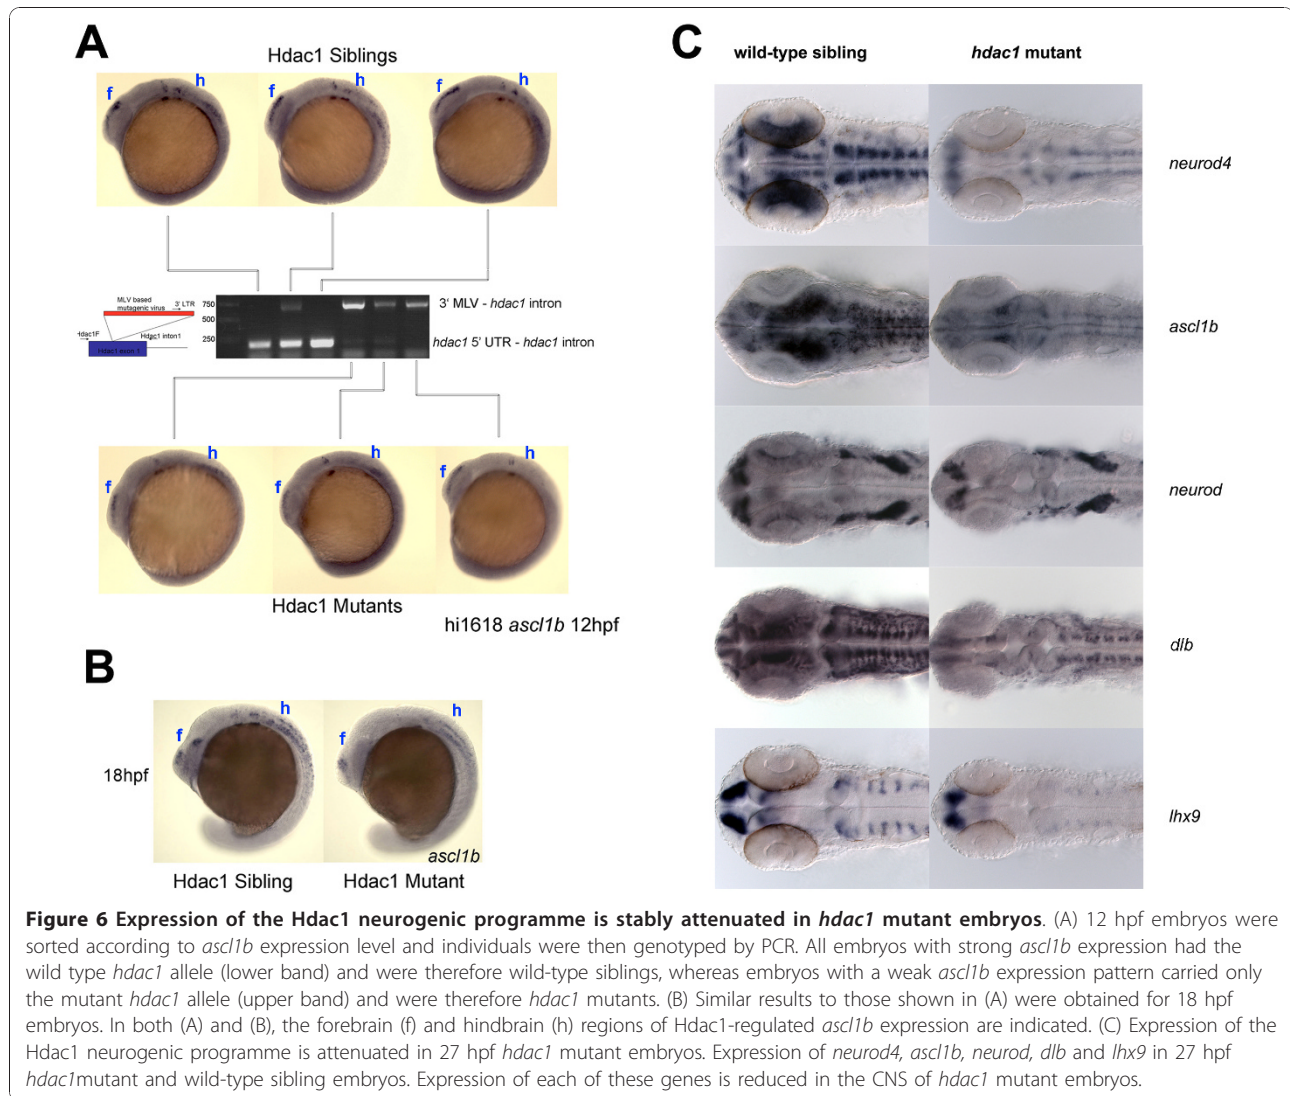 A
Hdac1 Siblings
f h f h f h
MLV based
mutagenic virus
3' LTR
Hdac1 inton1
Hdac1 exon 1
750
500
250
3' MLV - hdac1 intron
hdac1 5' UTR - hdac1 intron
f h f h f h
Hdac1 Mutants
hi1618 ascl1b 12hpf
B
18hpf
f h f h
ascl1b
Hdac1 Sibling
Hdac1 Mutant
C
wild-type sibling
hdac1 mutant
neurod4
ascl1b
neurod
dlb
lhx9
Figure 6 Expression of the Hdac1 neurogenic programme is stably attenuated in hdac1 mutant embryos. (A) 12 hpf embryos were
sorted according to ascl1b expression level and individuals were then genotyped by PCR. All embryos with strong ascl1b expression had the
wild type hdac1 allele (lower band) and were therefore wild-type siblings, whereas embryos with a weak ascl1b expression pattern carried only
the mutant hdac1 allele (upper band) and were therefore hdac1 mutants. (B) Similar results to those shown in (A) were obtained for 18 hpf
embryos. In both (A) and (B), the forebrain (f) and hindbrain (h) regions of Hdac1-regulated ascl1b expression are indicated. (C) Expression of the
Hdac1 neurogenic programme is attenuated in 27 hpf hdac1 mutant embryos. Expression of neurod4, ascl1b, neurod, dlb and lhx9 in 27 hpf
hdac1mutant and wild-type sibling embryos. Expression of each of these genes is reduced in the CNS of hdac1 mutant embryos.